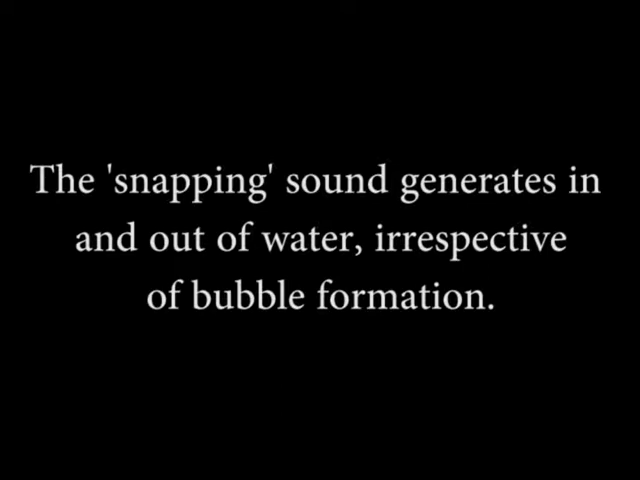 The 'snapping' sound generates in
and out of water, irrespective
of bubble formation.